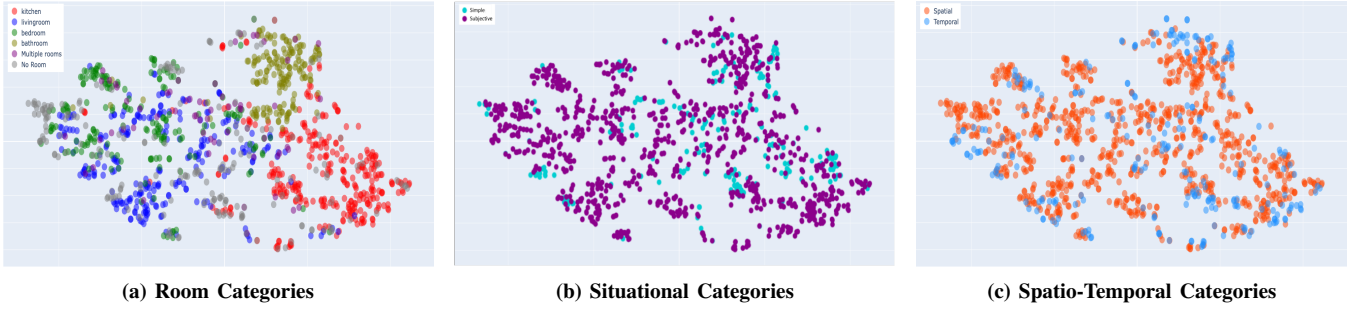 kitchen
livingroom
bedroom
bathroom
Multiple rooms
No Room
Simple
Subjective
Spatial
Temporal
(a) Room Categories
(b) Situational Categories
(c) Spatio-Temporal Categories